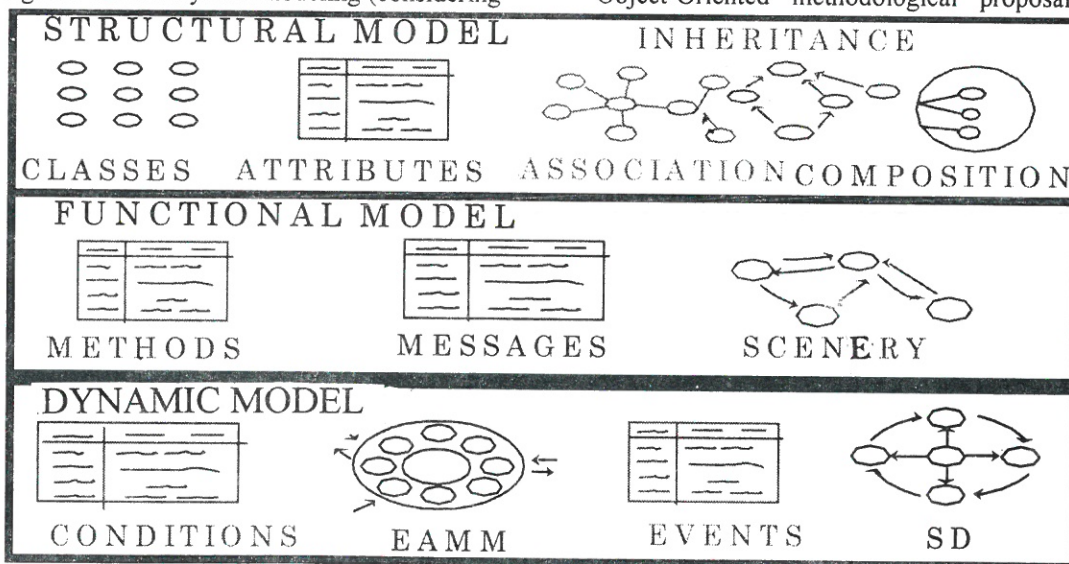 Object-Oriented methodological proposal
STRUCTURAL MODEL
INHERITANCE
CLASSES ATTRIBUTES ASSOCIATION COMPOSITION
FUNCTIONAL MODEL
METHODS MESSAGES SCENERY
DYNAMIC MODEL
CONDITIONS EAMM EVENTS SD